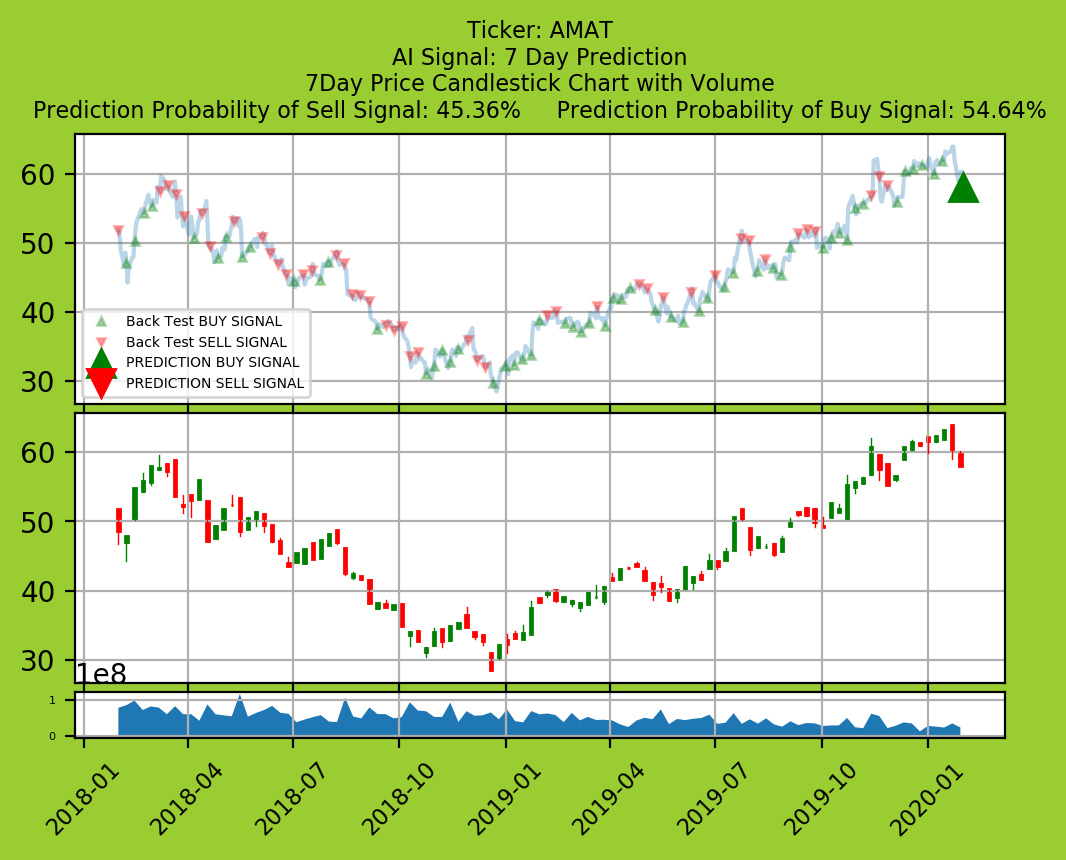 Ticker: AMAT
AI Signal: 7 Day Prediction
7Day Price Candlestick Chart with Volume
Prediction Probability of Sell Signal: 45.36%     Prediction Probability of Buy Signal: 54.64%
60
50
40
30
Back Test BUY SIGNAL
Back Test SELL SIGNAL
PREDICTION BUY SIGNAL
PREDICTION SELL SIGNAL
60
50
40
30
1e8
1
0
2018-01
2018-04
2018-07
2018-10
2019-01
2019-04
2019-07
2019-10
2020-01